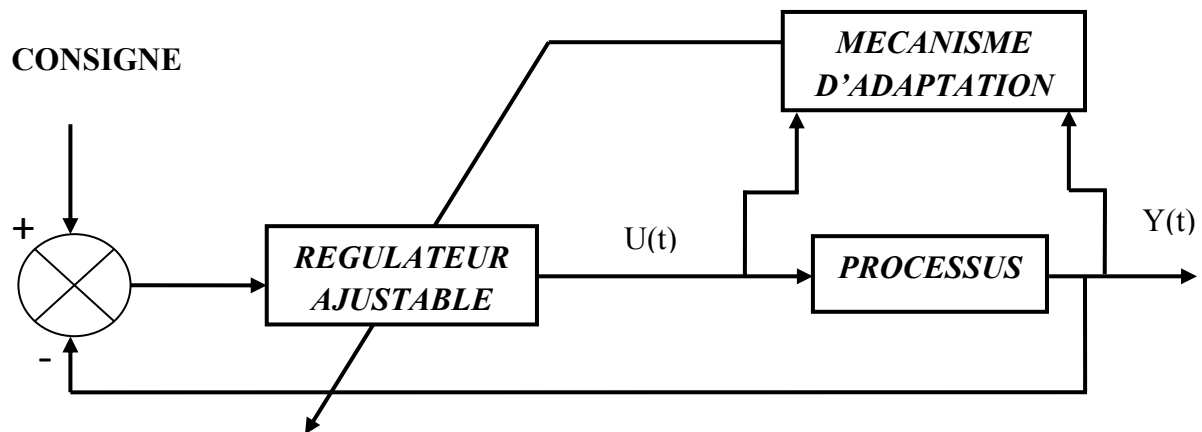 MECANISME
D'ADAPTATION
CONSIGNE
+
U(t)
Y(t)
REGULATEUR
AJUSTABLE
PROCESSUS
-